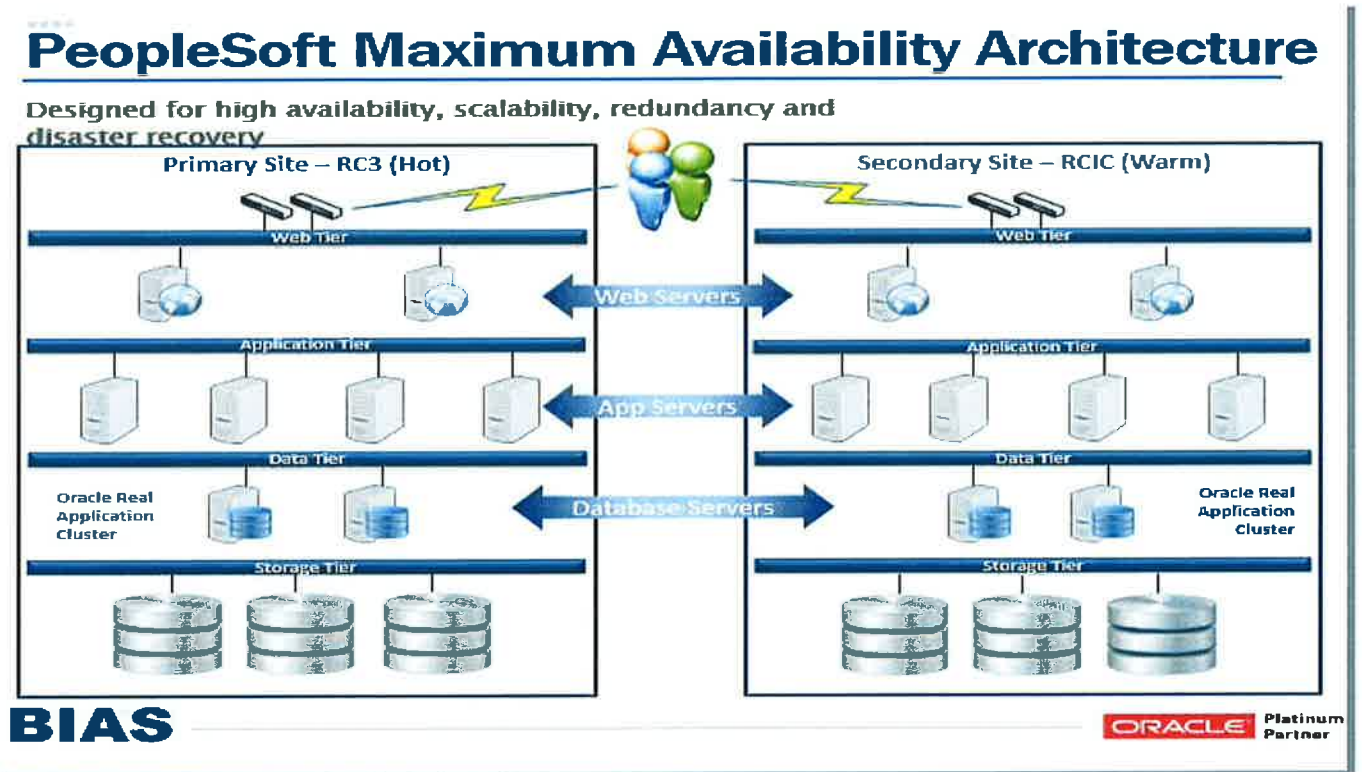 PeopleSoft Maximum Availability Architecture
Designed for high availability, scalability, redundancy and
disaster recovery
Primary Site – RC3 (Hot)
Web Tier
Application Tier
Data Tier
Oracle Real
Application
Cluster
Storage Tier
Web Servers
App Servers
Database Servers
Secondary Site – RCIC (Warm)
Web Tier
Application Tier
Data Tier
Oracle Real
Application
Cluster
Storage Tier
BIAS
ORACLE Platinum
Partner